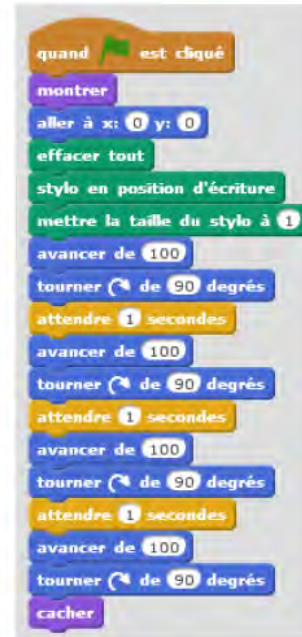 quand est cliqué
montrer
aller à x: 0 y: 0
effacer tout
stylo en position d'écriture
mettre la taille du stylo à 1
avancer de 100
tourner de 90 degrés
attendre 1 secondes
avancer de 100
tourner de 90 degrés
attendre 1 secondes
avancer de 100
tourner de 90 degrés
attendre 1 secondes
avancer de 100
tourner de 90 degrés
cacher